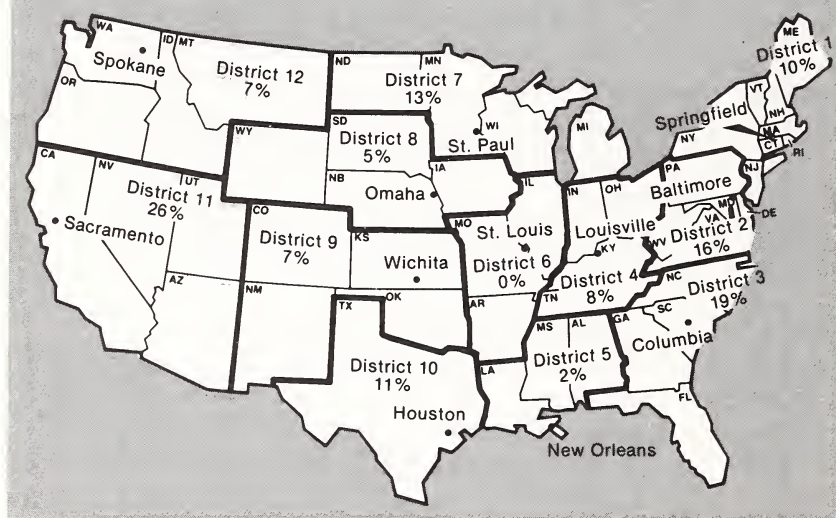 WA
ID
MT
Spokane
OR
District 12
7%
ND
MN
District 7
13%
WI
St. Paul
MI
ME
District 1
10%
VT
NH
Springfield
MA
CT
RI
NY
WY
SD
District 8
5%
NB
Omaha
IA
CA
NV
UT
District 11
26%
Sacramento
AZ
CO
District 9
7%
KS
Wichita
NM
OK
MO
IL
St. Louis
District 6
0%
AR
IN
OH
Louisville
KY
District 4
8%
TN
PA
NJ
Baltimore
MD
DE
VA
WV
District 2
16%
NC
District 3
19%
SC
Columbia
GA
FL
MS
AL
District 5
2%
LA
New Orleans
TX
District 10
11%
Houston